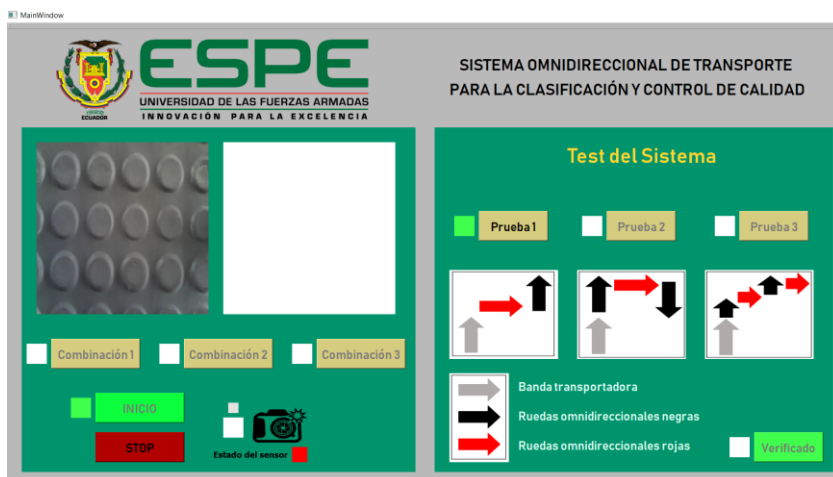 MainWindow
ESPE
UNIVERSIDAD DE LAS FUERZAS ARMADAS
INNOVACIÓN PARA LA EXCELENCIA
ECUADOR
SISTEMA OMNIDIRECCIONAL DE TRANSPORTE
PARA LA CLASIFICACIÓN Y CONTROL DE CALIDAD
Test del Sistema
Prueba 1
Prueba 2
Prueba 3
Combinación 1
Combinación 2
Combinación 3
INICIO
STOP
Estado del sensor
Banda transportadora
Ruedas omnidireccionales negras
Ruedas omnidireccionales rojas
Verificado